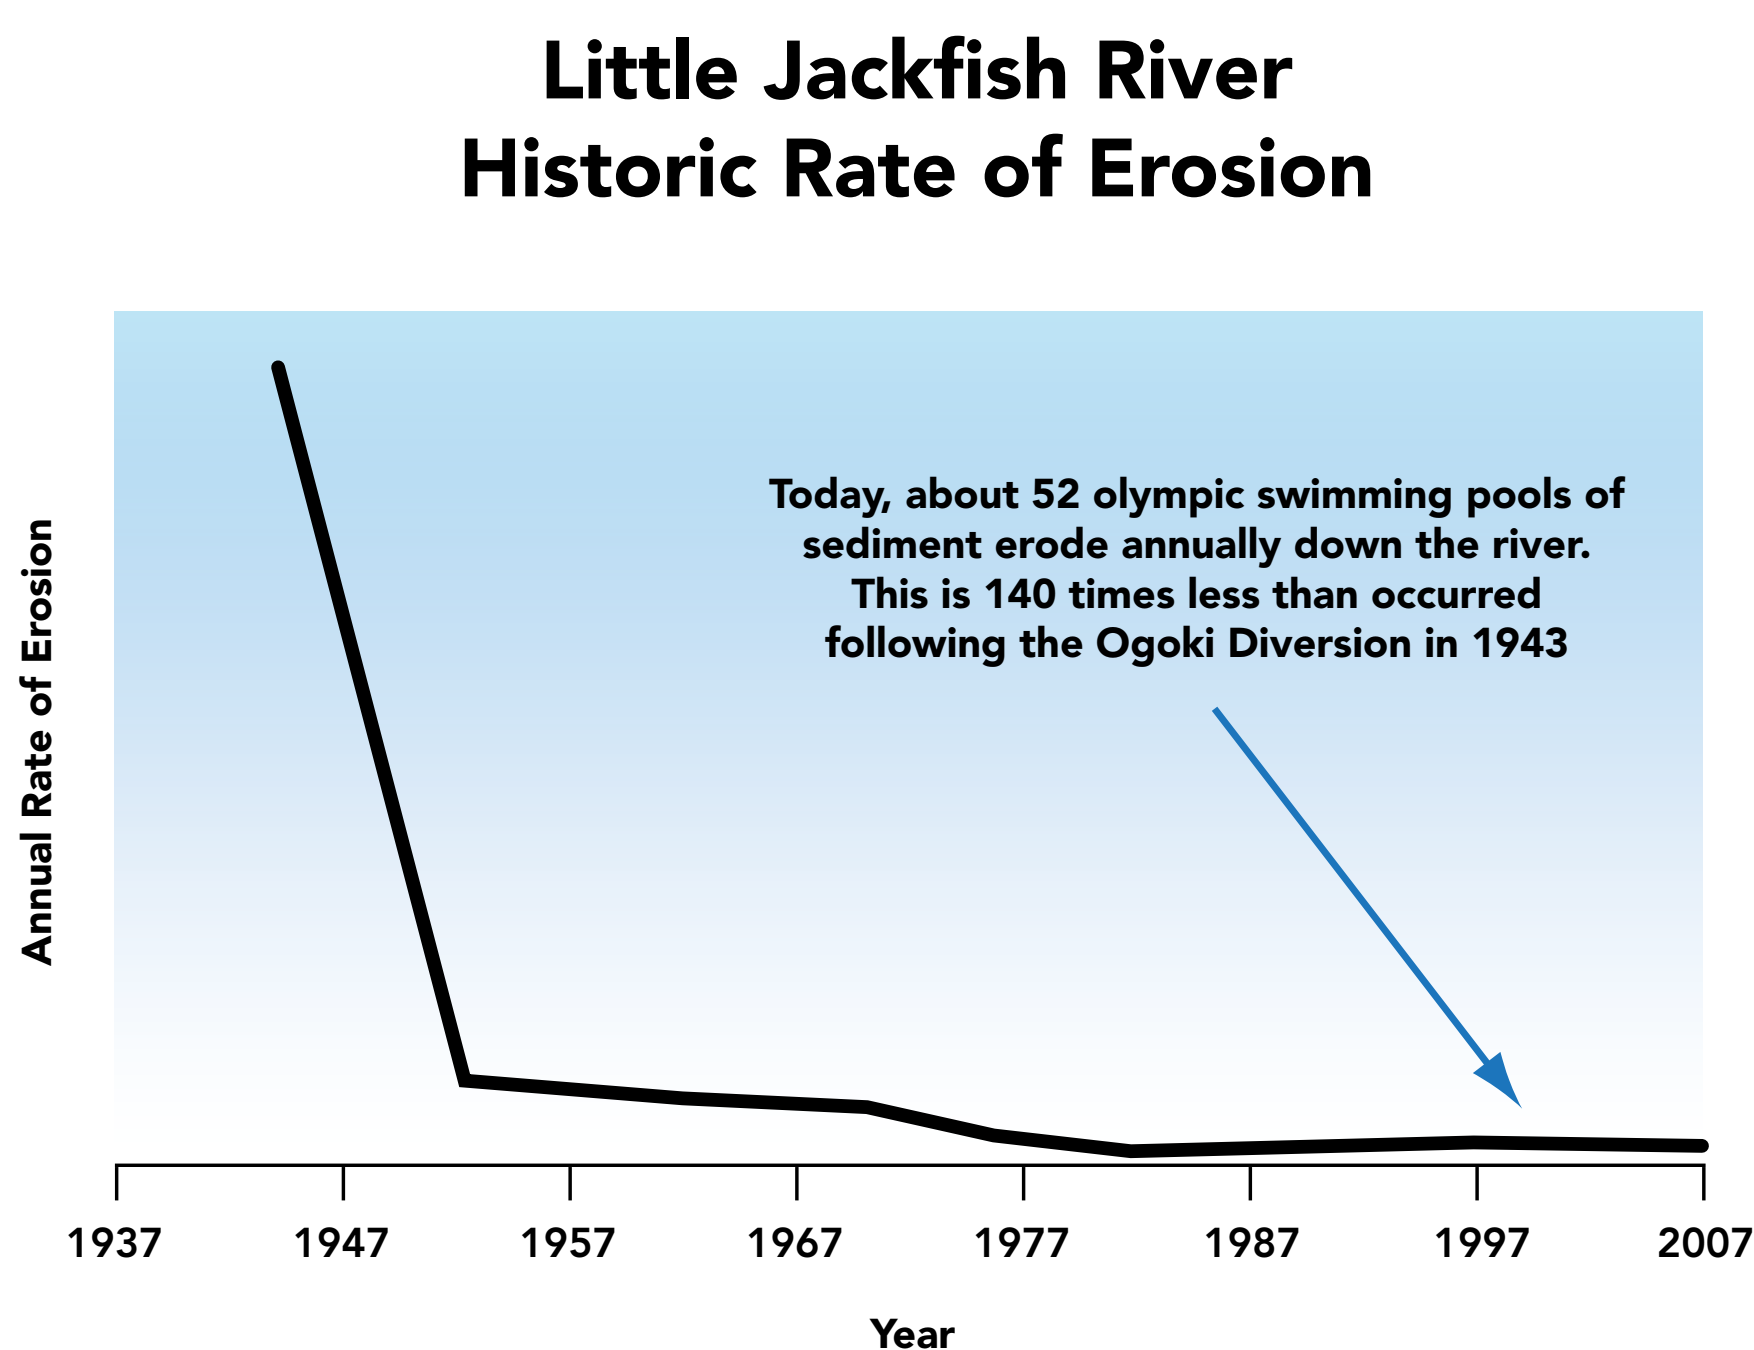 Little Jackfish River
Historic Rate of Erosion
Today, about 52 olympic swimming pools of
sediment erode annually down the river.
This is 140 times less than occurred
following the Ogoki Diversion in 1943
Annual Rate of Erosion
1937 1947 1957 1967 1977 1987 1997 2007
Year